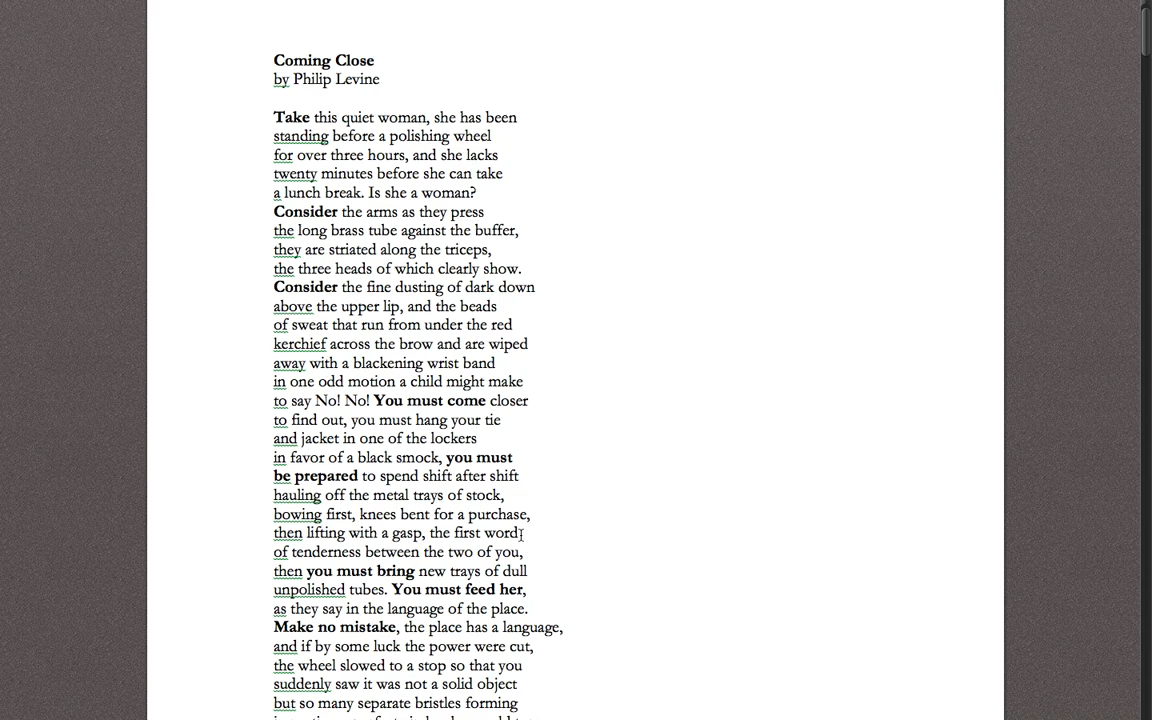 Coming Close
by Philip Levine
Take this quiet woman, she has been
standing before a polishing wheel
for over three hours, and she lacks
twenty minutes before she can take
a lunch break. Is she a woman?
Consider the arms as they press
the long brass tube against the buffer,
they are striated along the triceps,
the three heads of which clearly show.
Consider the fine dusting of dark down
above the upper lip, and the beads
of sweat that run from under the red
kerchief across the brow and are wiped
away with a blackening wrist band
in one odd motion a child might make
to say No! No! You must come closer
to find out, you must hang your tie
and jacket in one of the lockers
in favor of a black smock, you must
be prepared to spend shift after shift
hauling off the metal trays of stock,
bowing first, knees bent for a purchase,
then lifting with a gasp, the first word
of tenderness between the two of you,
then you must bring new trays of dull
unpolished tubes. You must feed her,
as they say in the language of the place.
Make no mistake, the place has a language,
and if by some luck the power were cut,
the wheel slowed to a stop so that you
suddenly saw it was not a solid object
but so many separate bristles forming